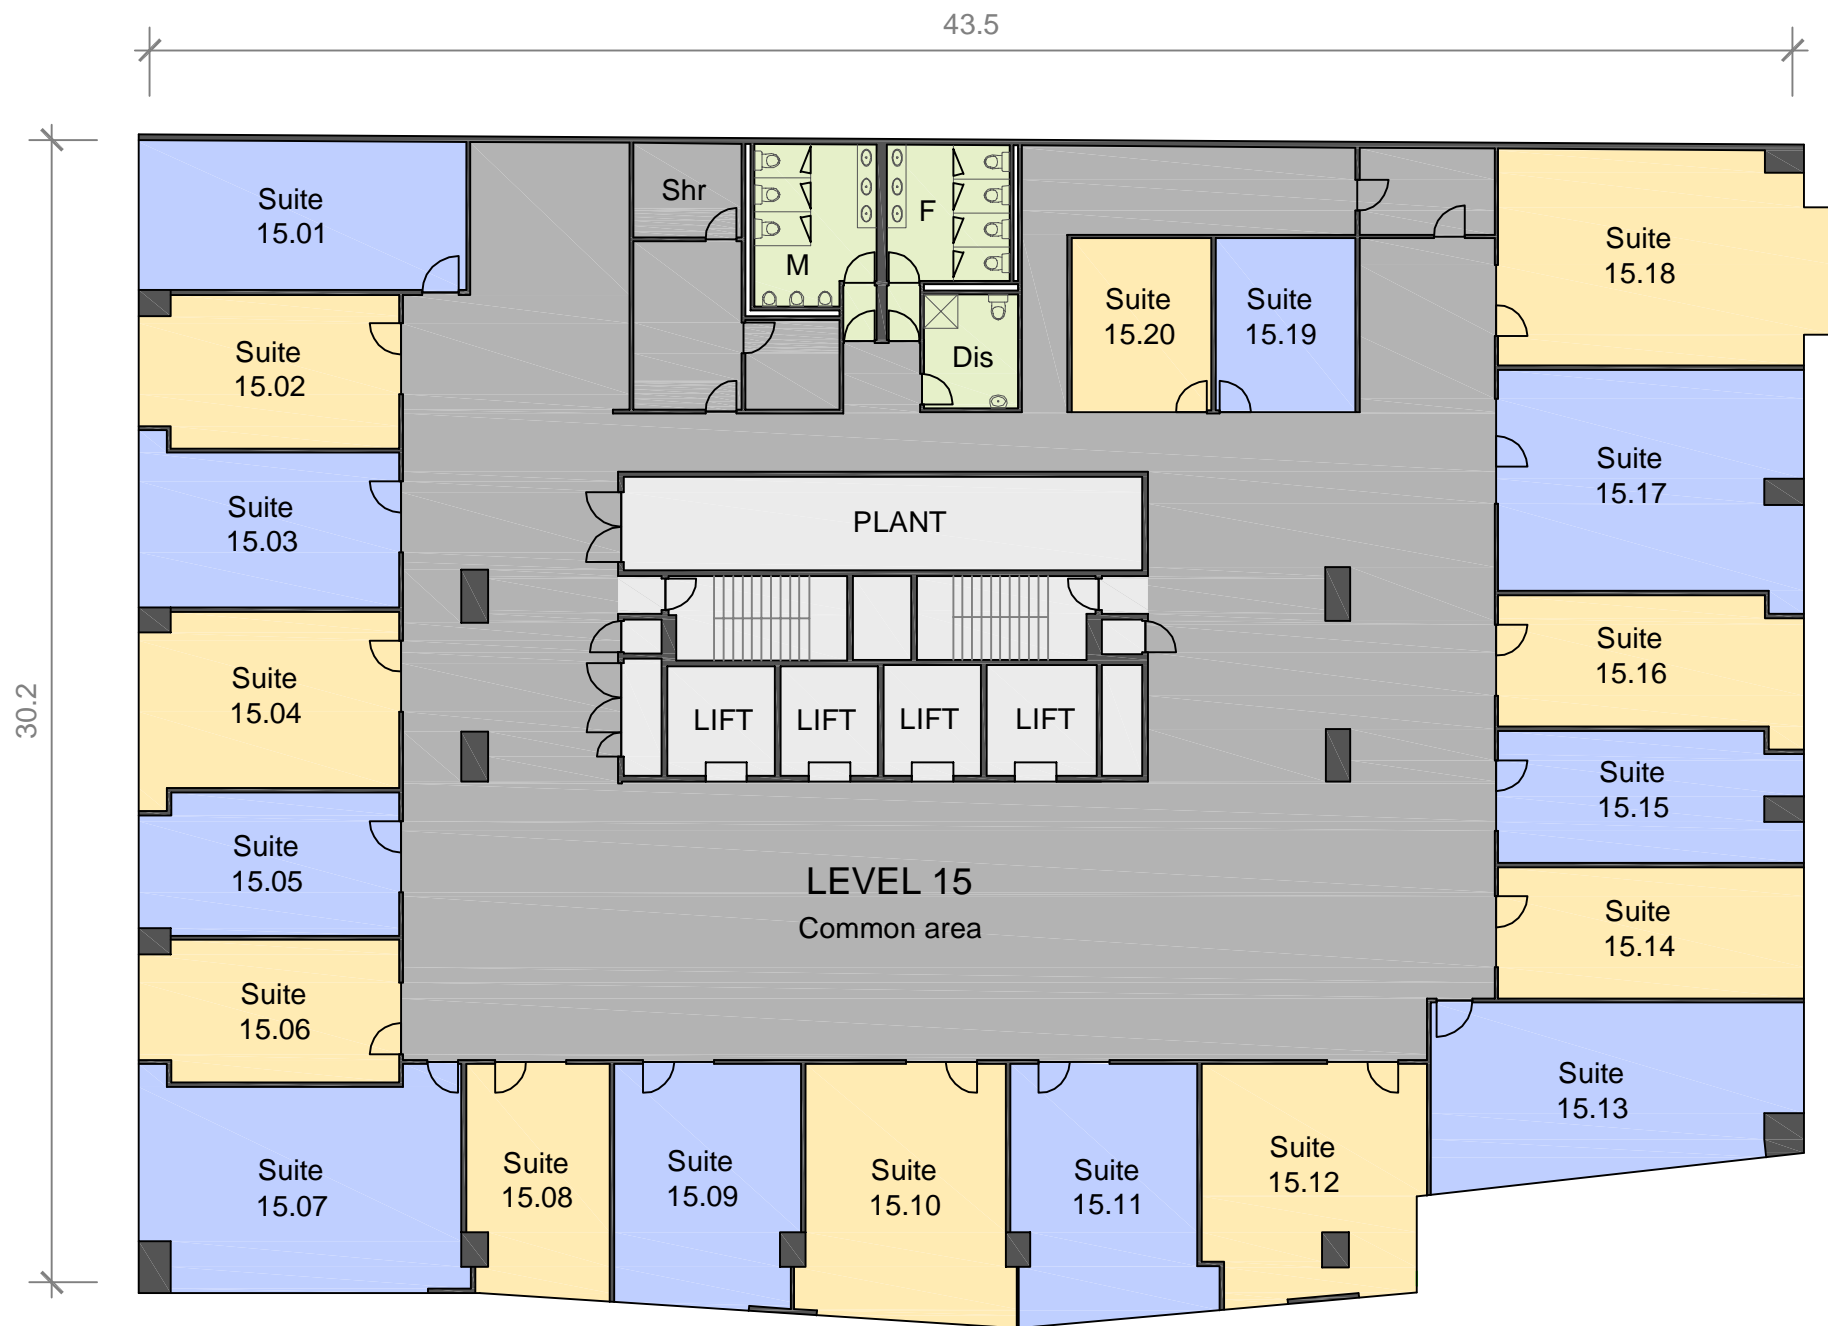 43.5
30.2
Suite
15.01
Shr
M
F
Dis
Suite
15.20
Suite
15.19
Suite
15.18
Suite
15.02
Suite
15.03
PLANT
Suite
15.17
Suite
15.04
LIFT
LIFT
LIFT
LIFT
Suite
15.16
Suite
15.05
Suite
15.15
LEVEL 15
Common area
Suite
15.14
Suite
15.06
Suite
15.13
Suite
15.07
Suite
15.08
Suite
15.09
Suite
15.10
Suite
15.11
Suite
15.12